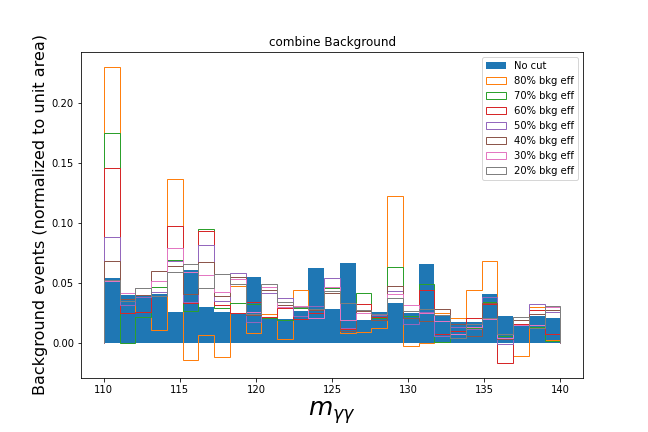 combine Background
Background events (normalized to unit area)
0.20
0.15
0.10
0.05
0.00
110
115
120
125
130
135
140
mγγ
No cut
80% bkg eff
70% bkg eff
60% bkg eff
50% bkg eff
40% bkg eff
30% bkg eff
20% bkg eff